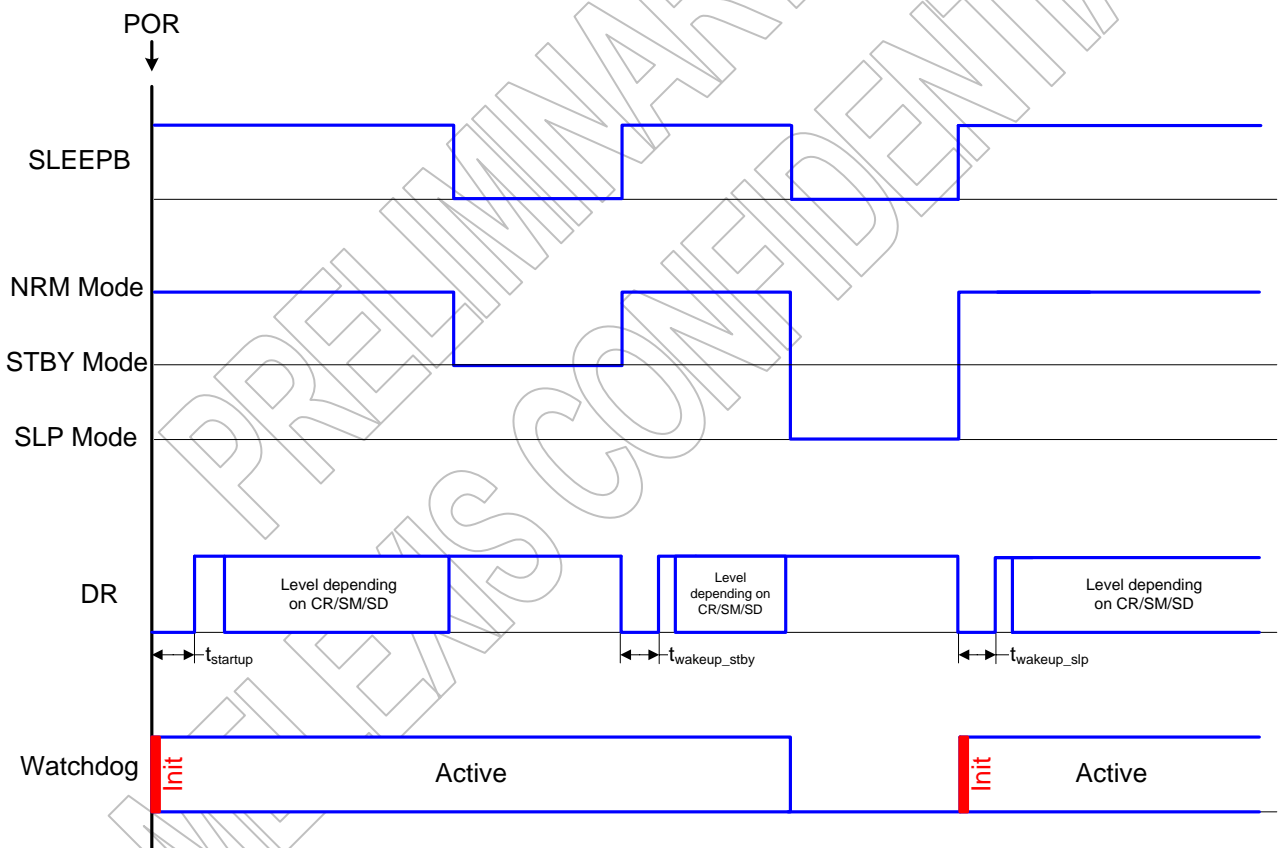 POR
SLEEPB
NRM Mode
STBY Mode
SLP Mode
DR
Level depending
on CR/SM/SD
Level
depending on
CR/SM/SD
Level depending
on CR/SM/SD
tstartup
twakeup_stby
twakeup_slp
Watchdog
Init
Active
Init
Active
PRELIMINARY
MELEXIS CONFIDENTIA